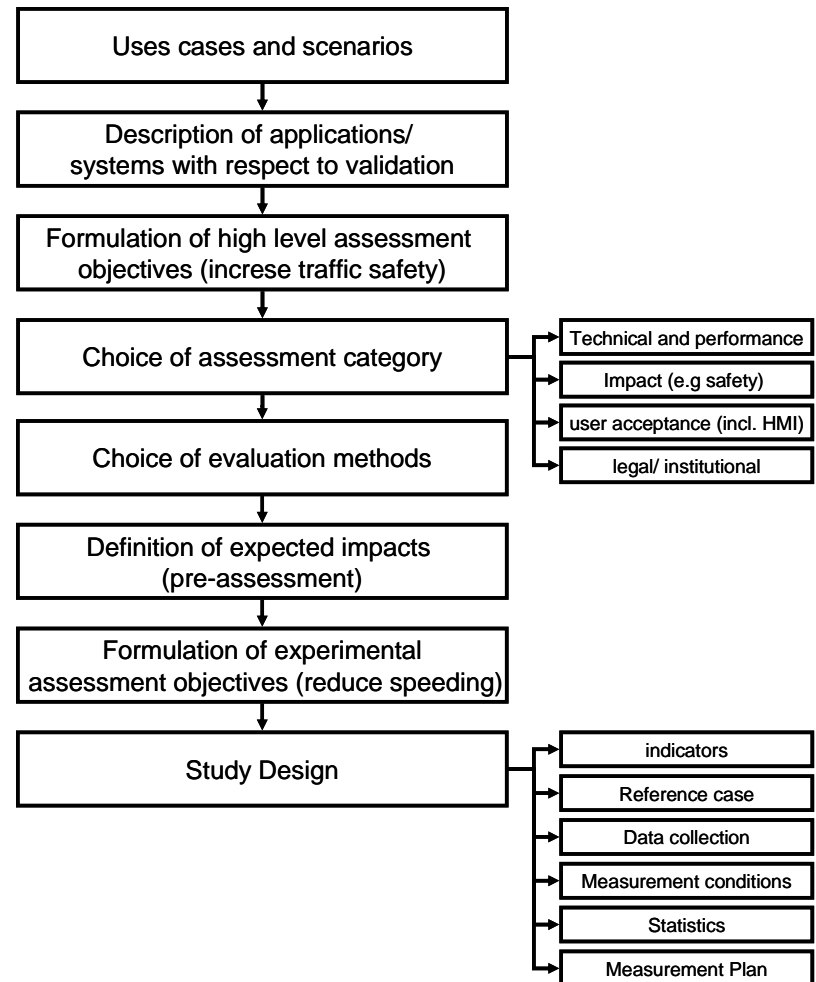 Uses cases and scenarios
Description of applications/
systems with respect to validation
Formulation of high level assessment
objectives (increse traffic safety)
Choice of assessment category
Technical and performance
Impact (e.g safety)
user acceptance (incl. HMI)
legal/ institutional
Choice of evaluation methods
Definition of expected impacts
(pre-assessment)
Formulation of experimental
assessment objectives (reduce speeding)
Study Design
indicators
Reference case
Data collection
Measurement conditions
Statistics
Measurement Plan